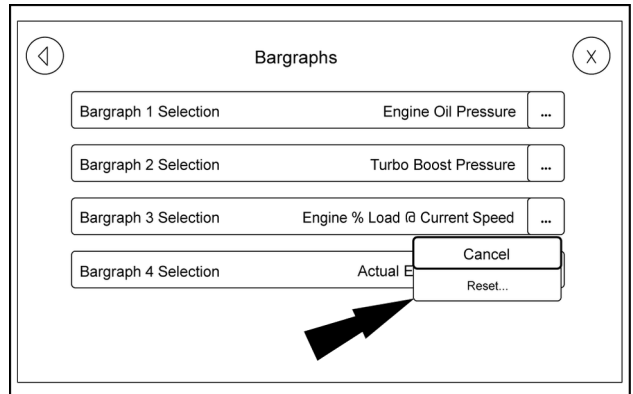 Bargraphs
Bargraph 1 Selection Engine Oil Pressure ...
Bargraph 2 Selection Turbo Boost Pressure ...
Bargraph 3 Selection Engine % Load @ Current Speed ...
Cancel
Bargraph 4 Selection Actual E
Reset...
X